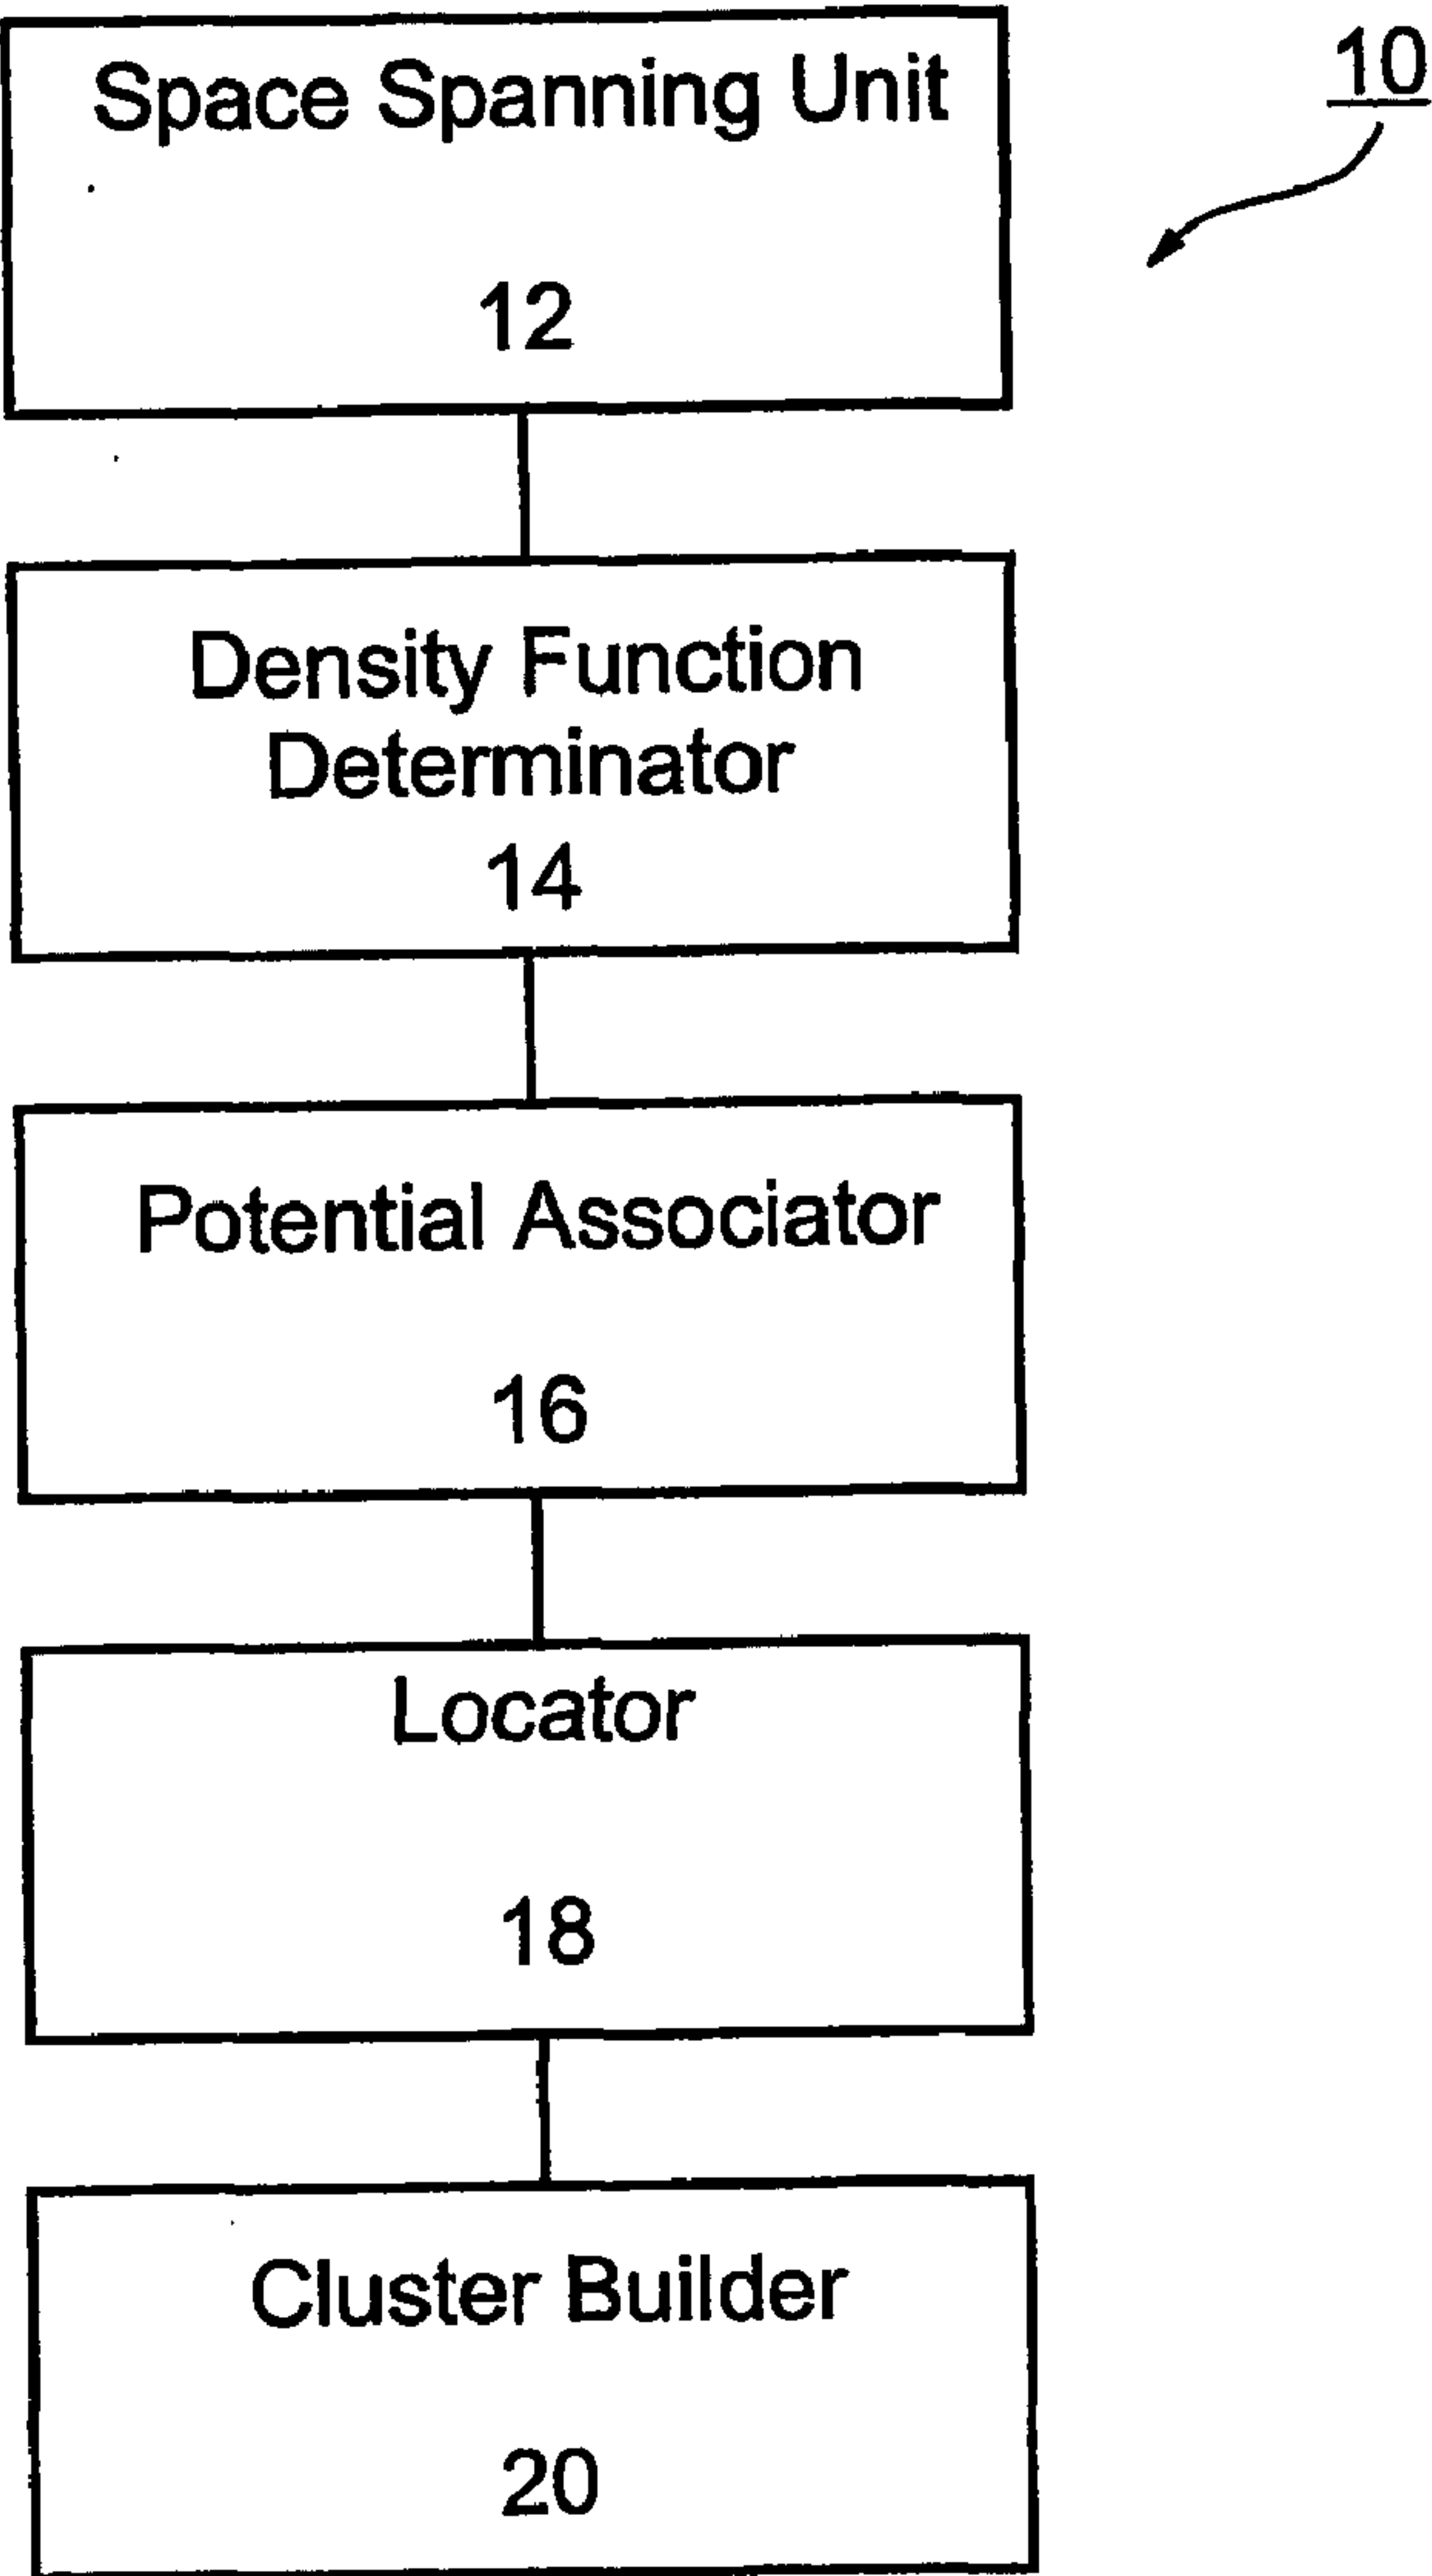 10
Space Spanning Unit
12
Density Function
Determinator
14
Potential Associator
16
Locator
18
Cluster Builder
20